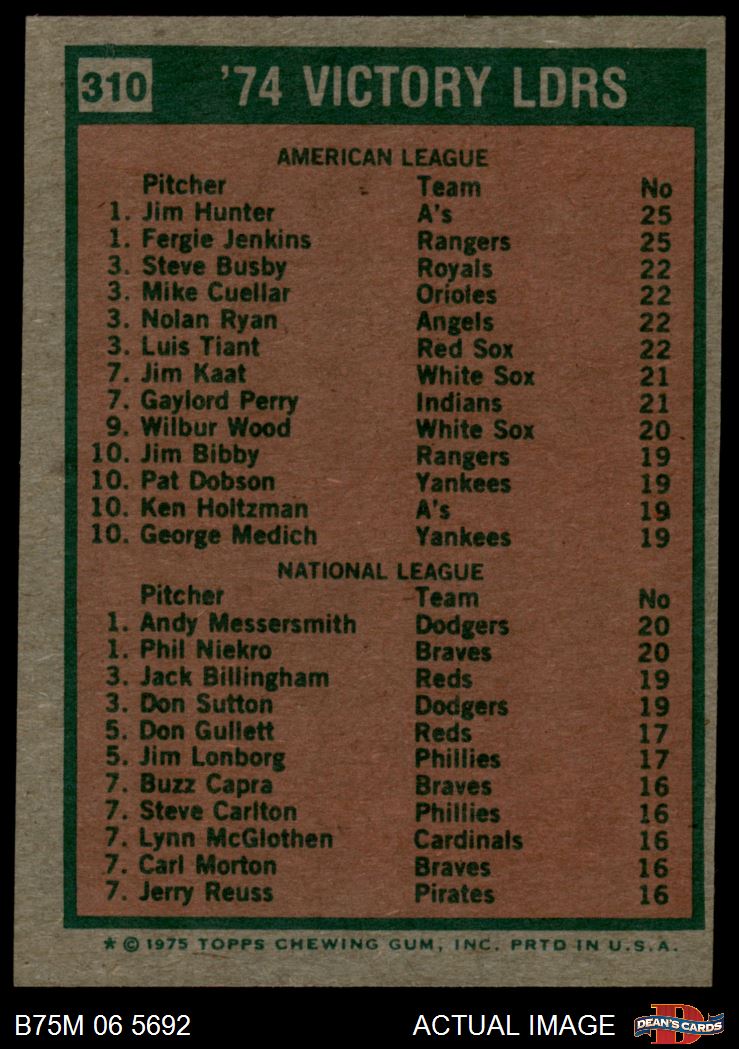 310 '74 VICTORY LDRS
AMERICAN LEAGUE
Pitcher Team No
1. Jim Hunter A's 25
1. Fergie Jenkins Rangers 25
3. Steve Busby Royals 22
3. Mike Cuellar Orioles 22
3. Nolan Ryan Angels 22
3. Luis Tiant Red Sox 22
7. Jim Kaat White Sox 21
7. Gaylord Perry Indians 21
9. Wilbur Wood White Sox 20
10. Jim Bibby Rangers 19
10. Pat Dobson Yankees 19
10. Ken Holtzman A's 19
10. George Medich Yankees 19
NATIONAL LEAGUE
Pitcher Team No
1. Andy Messersmith Dodgers 20
1. Phil Niekro Braves 20
3. Jack Billingham Reds 19
3. Don Sutton Dodgers 19
5. Don Gullett Reds 17
5. Jim Lonborg Phillies 17
7. Buzz Capra Braves 16
7. Steve Carlton Phillies 16
7. Lynn McGlothen Cardinals 16
7. Carl Morton Braves 16
7. Jerry Reuss Pirates 16
* © 1975 TOPPS CHEWING GUM, INC. PRTD IN U.S.A.
B75M 06 5692 ACTUAL IMAGE D DEAN'S CARDS